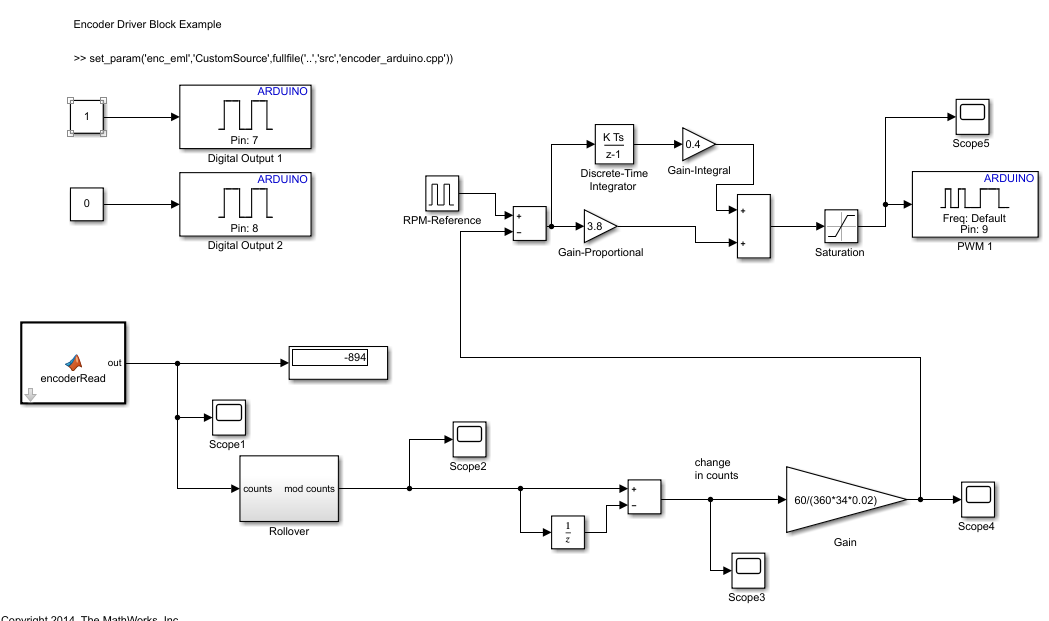 Encoder Driver Block Example
>> set_param('enc_eml','CustomSource',fullfile('..','src','encoder_arduino.cpp'))
1
ARDUINO
Pin: 7
Digital Output 1
0
ARDUINO
Pin: 8
Digital Output 2
RPM-Reference
+
−
K Ts
z-1
Discrete-Time
Integrator
0.4
Gain-Integral
3.8
Gain-Proportional
+
+
Saturation
Scope5
ARDUINO
Freq: Default
Pin: 9
PWM 1
out
encoderRead
-894
Scope1
counts
mod counts
Rollover
Scope2
1
z
+
−
change
in counts
Scope3
60/(360*34*0.02)
Gain
Scope4
Copyright 2014 The MathWorks, Inc